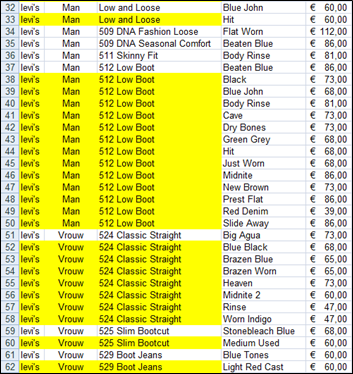 32 levi's Man Low and Loose Blue John € 60,00
33 levi's Man Low and Loose Hit € 60,00
34 levi's Man 509 DNA Fashion Loose Flat Worn € 112,00
35 levi's Man 509 DNA Seasonal Comfort Beaten Blue € 86,00
36 levi's Man 511 Skinny Fit Body Rinse € 81,00
37 levi's Man 512 Low Boot Beaten Blue € 86,00
38 levi's Man 512 Low Boot Black € 73,00
39 levi's Man 512 Low Boot Blue John € 68,00
40 levi's Man 512 Low Boot Body Rinse € 81,00
41 levi's Man 512 Low Boot Cave € 73,00
42 levi's Man 512 Low Boot Dry Bones € 73,00
43 levi's Man 512 Low Boot Green Grey € 68,00
44 levi's Man 512 Low Boot Hit € 68,00
45 levi's Man 512 Low Boot Just Worn € 68,00
46 levi's Man 512 Low Boot Midnite € 86,00
47 levi's Man 512 Low Boot New Brown € 73,00
48 levi's Man 512 Low Boot Prest Flat € 86,00
49 levi's Man 512 Low Boot Red Denim € 39,00
50 levi's Man 512 Low Boot Slide Away € 86,00
51 levi's Vrouw 524 Classic Straight Big Agua € 73,00
52 levi's Vrouw 524 Classic Straight Blue Black € 68,00
53 levi's Vrouw 524 Classic Straight Brazen Blue € 65,00
54 levi's Vrouw 524 Classic Straight Brazen Worn € 65,00
55 levi's Vrouw 524 Classic Straight Heaven € 73,00
56 levi's Vrouw 524 Classic Straight Midnite 2 € 60,00
57 levi's Vrouw 524 Classic Straight Rinse € 47,00
58 levi's Vrouw 524 Classic Straight Worn Indigo € 47,00
59 levi's Vrouw 525 Slim Bootcut Stonebleach Blue € 68,00
60 levi's Vrouw 525 Slim Bootcut Medium Used € 60,00
61 levi's Vrouw 529 Boot Jeans Blue Tones € 60,00
62 levi's Vrouw 529 Boot Jeans Light Red Cast € 60,00